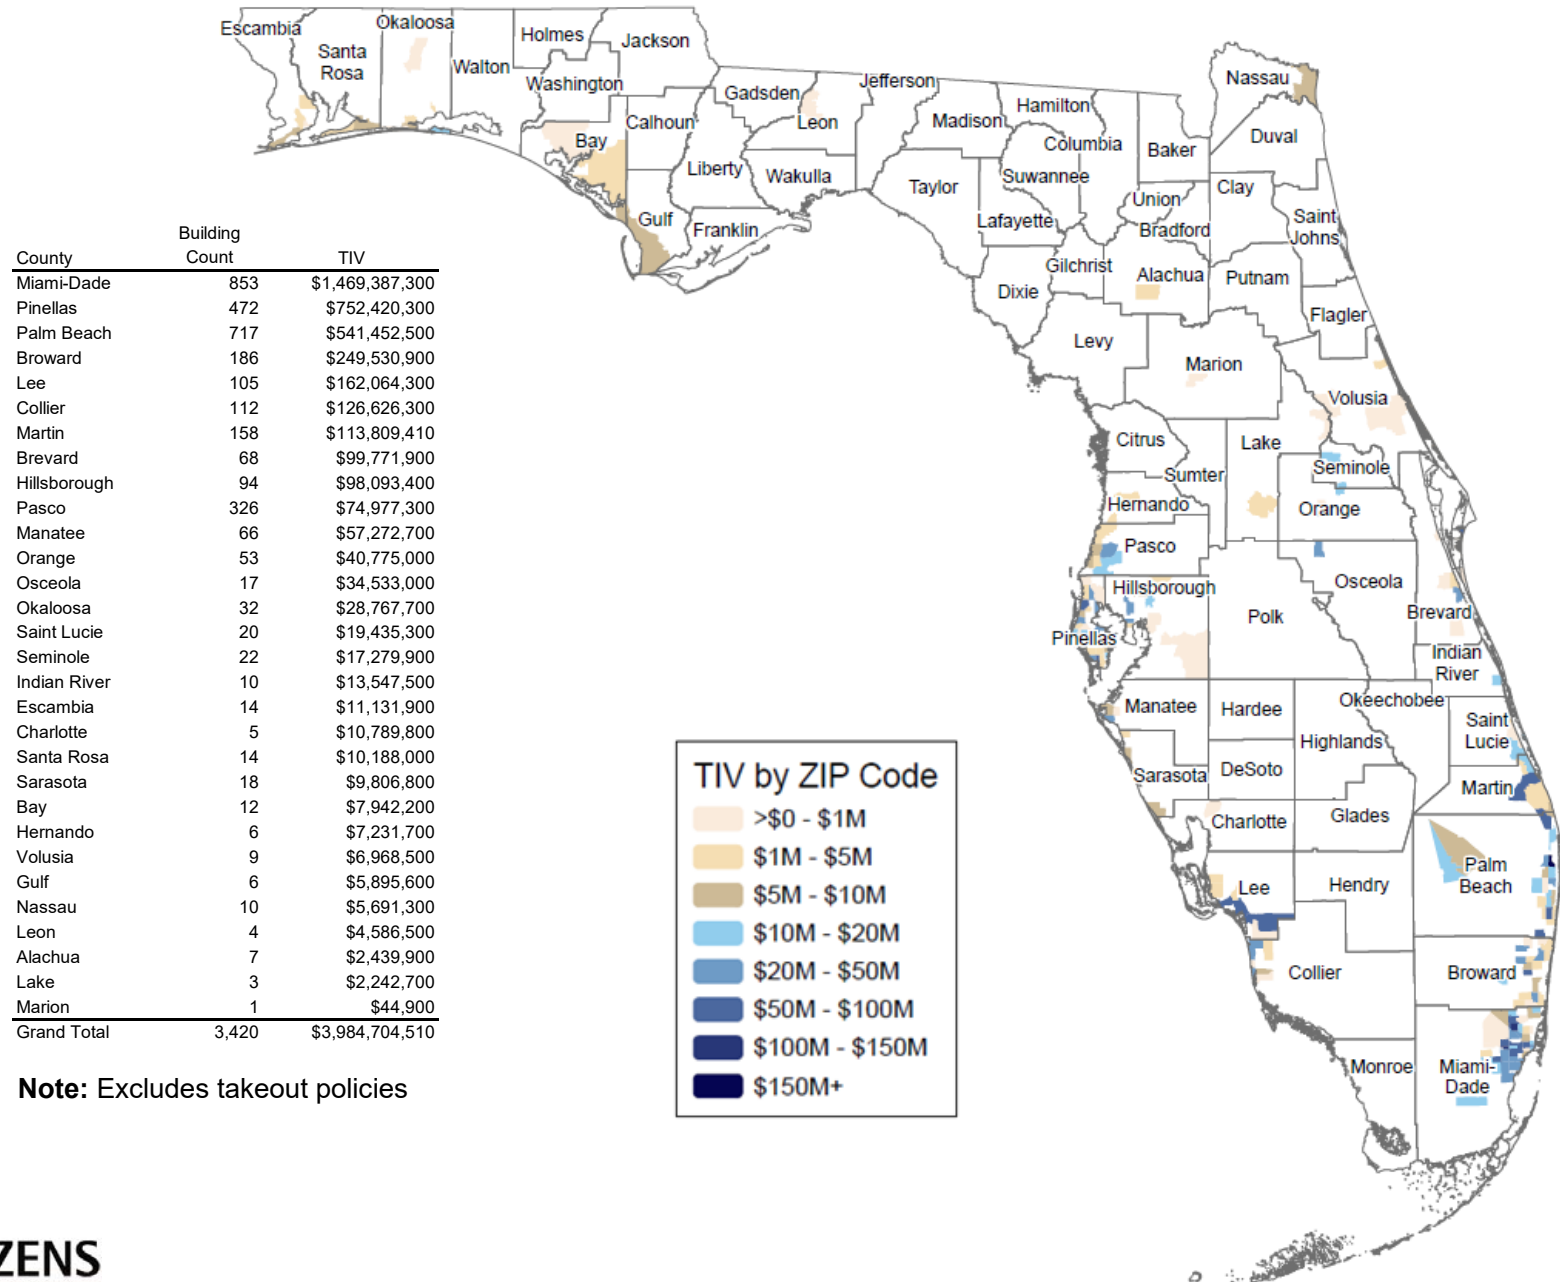 Escambia
Okaloosa
Santa
Rosa
Walton
Holmes
Jackson
Washington
Bay
Calhoun
Gadsden
Liberty
Gulf
Franklin
Leon
Wakulla
Jefferson
Madison
Taylor
Hamilton
Suwannee
Columbia
Lafayette
Baker
Nassau
Duval
Union
Bradford
Clay
Saint
Johns
Gilchrist
Alachua
Putnam
Dixie
Flagler
Levy
Marion
Volusia
Citrus
Lake
Sumter
Seminole
Hernando
Orange
Pasco
Hillsborough
Osceola
Polk
Brevard
Pinellas
Indian
River
Manatee
Hardee
Okeechobee
Highlands
Saint
Lucie
Sarasota
DeSoto
Martin
Charlotte
Glades
Lee
Hendry
Palm
Beach
Collier
Broward
Monroe
Miami-
Dade
Building
County Count TIV
Miami-Dade 853 $1,469,387,300
Pinellas 472 $752,420,300
Palm Beach 717 $541,452,500
Broward 186 $249,530,900
Lee 105 $162,064,300
Collier 112 $126,626,300
Martin 158 $113,809,410
Brevard 68 $99,771,900
Hillsborough 94 $98,093,400
Pasco 326 $74,977,300
Manatee 66 $57,272,700
Orange 53 $40,775,000
Osceola 17 $34,533,000
Okaloosa 32 $28,767,700
Saint Lucie 20 $19,435,300
Seminole 22 $17,279,900
Indian River 10 $13,547,500
Escambia 14 $11,131,900
Charlotte 5 $10,789,800
Santa Rosa 14 $10,188,000
Sarasota 18 $9,806,800
Bay 12 $7,942,200
Hernando 6 $7,231,700
Volusia 9 $6,968,500
Gulf 6 $5,895,600
Nassau 10 $5,691,300
Leon 4 $4,586,500
Alachua 7 $2,439,900
Lake 3 $2,242,700
Marion 1 $44,900
Grand Total 3,420 $3,984,704,510
Note: Excludes takeout policies
TIV by ZIP Code
>$0 - $1M
$1M - $5M
$5M - $10M
$10M - $20M
$20M - $50M
$50M - $100M
$100M - $150M
$150M+
ZENS